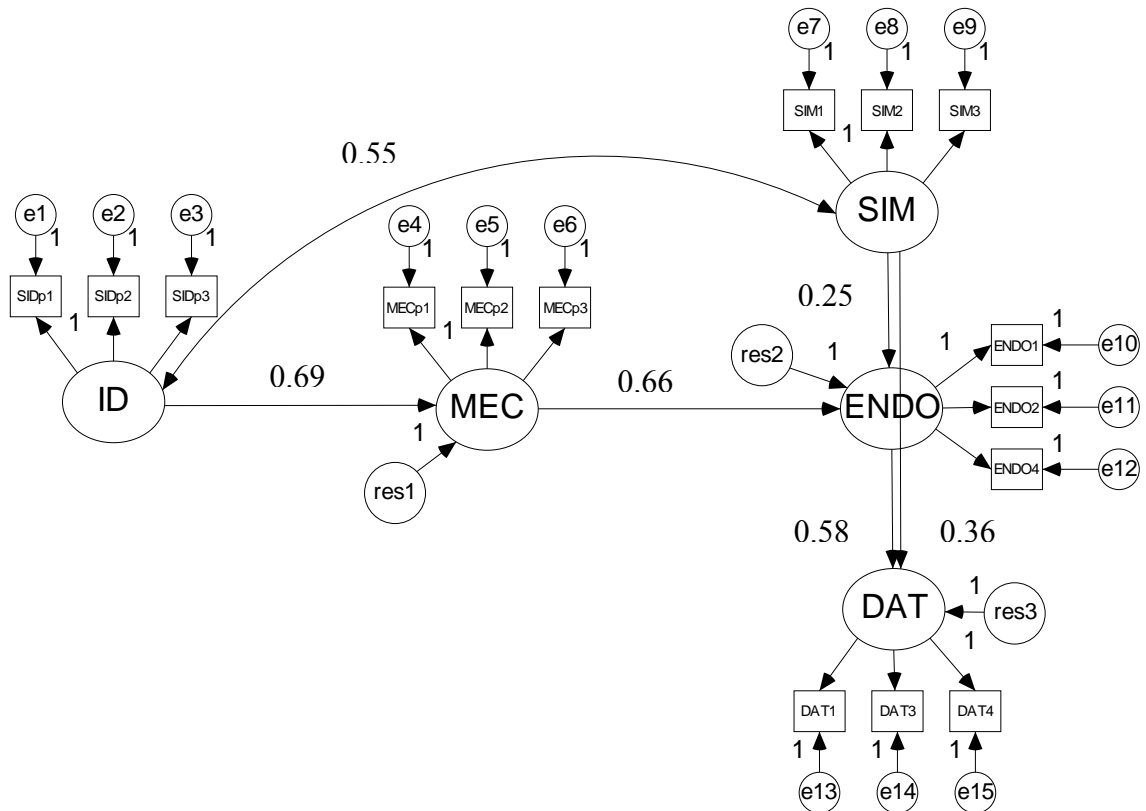 e7 e8 e9
1 1 1
SIM1 SIM2 SIM3
1
0.55
SIM
e1 e2 e3
1 1 1
e4 e5 e6
1 1 1
SIDp1 SIDp2 SIDp3
MECp1 MECp2 MECp3
1
1
0.25
res2
1
1
1
ENDO1
e10
ID
0.69
MEC
0.66
ENDO
1
ENDO2
e11
1
res1
1
ENDO4
e12
0.58
0.36
DAT
1
res3
1
DAT1 DAT3 DAT4
1 1 1
e13 e14 e15